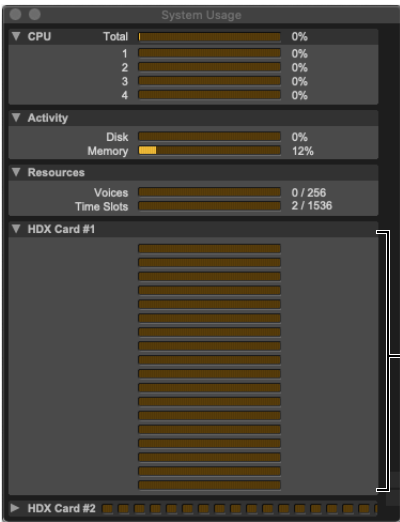 System Usage
CPU Total 0%
1 0%
2 0%
3 0%
4 0%
Activity
Disk 0%
Memory 12%
Resources
Voices 0 / 256
Time Slots 2 / 1536
HDX Card #1
HDX Card #2